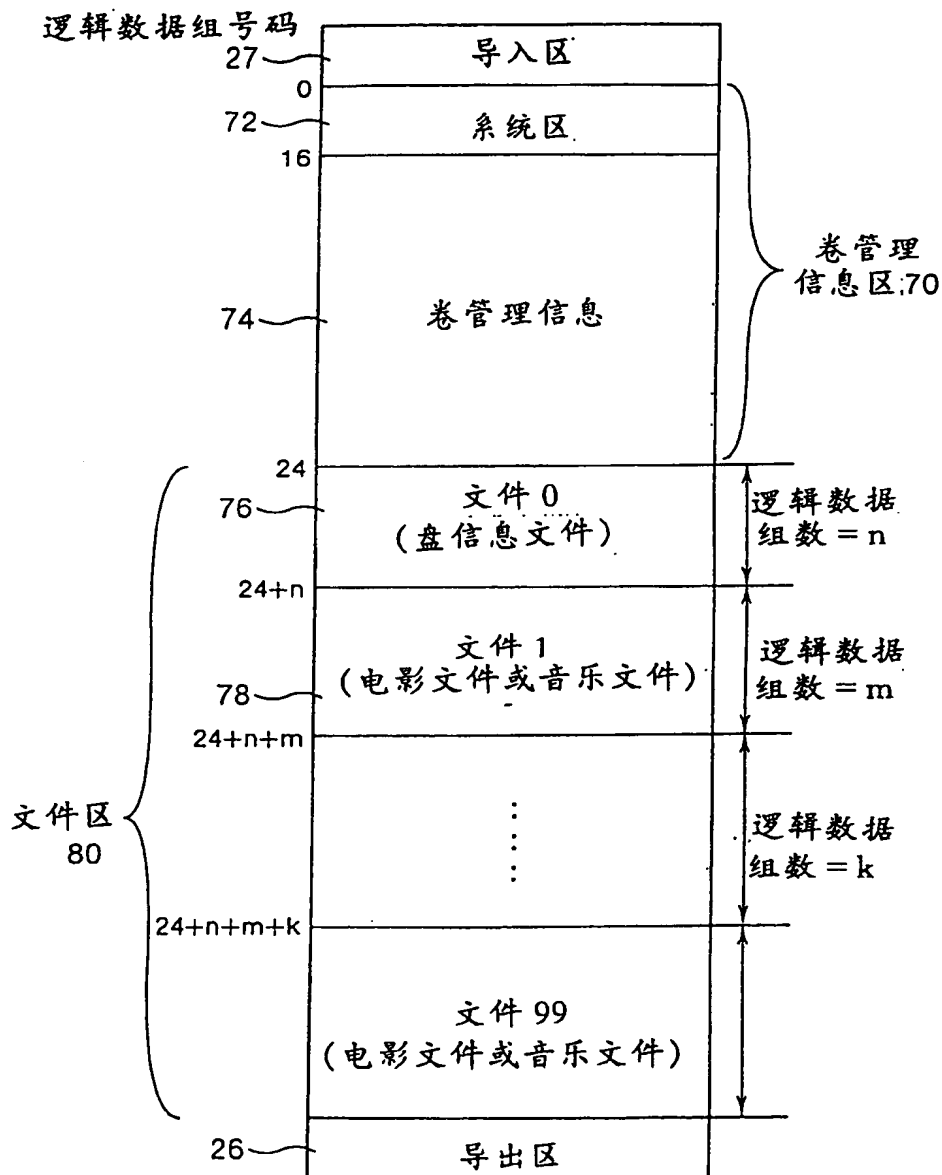 逻辑数据组号码
27
导入区
0
72
系统区
16
卷管理
信息区;70
74
卷管理信息
24
76
文件 0
(盘信息文件)
逻辑数据
组数=n
24+n
文件 1
(电影文件或音乐文件)
78
逻辑数据
组数=m
24+n+m
文件区
80
逻辑数据
组数=k
24+n+m+k
文件 99
(电影文件或音乐文件)
26
导出区